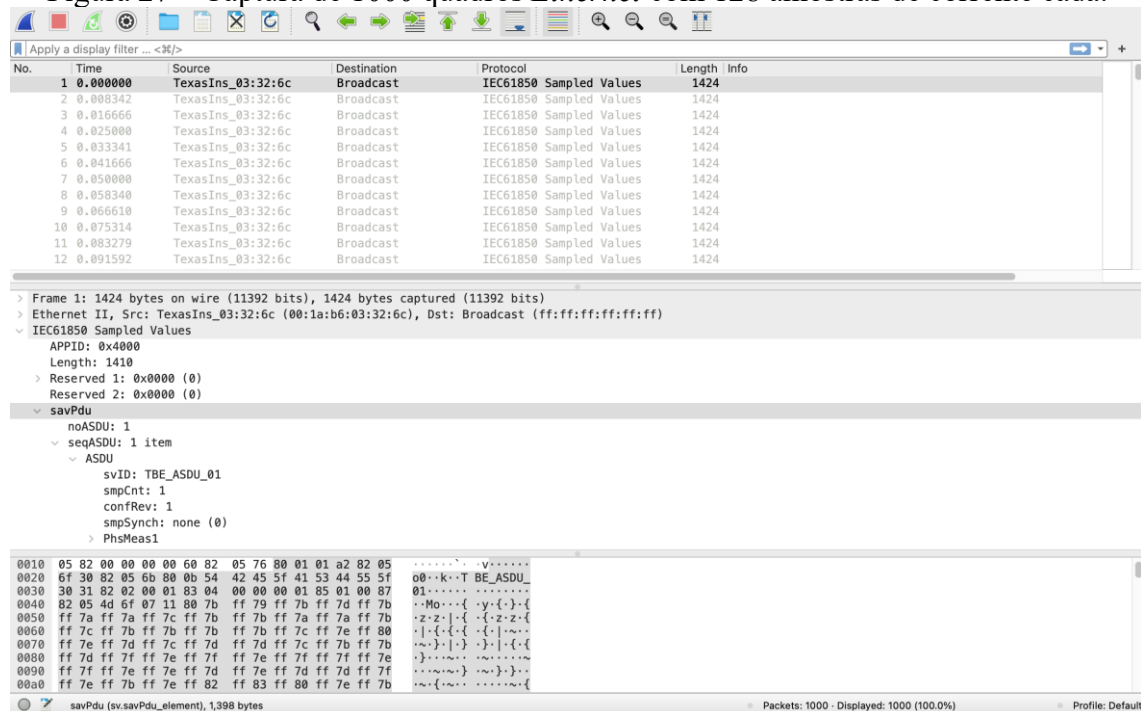 Figura 27 – Captura de 1000 quadros Ethernet com 128 amostras de corrente cada.
Apply a display filter ... <⌘/>
No. Time Source Destination Protocol Length Info
1 0.000000 TexasIns_03:32:6c Broadcast IEC61850 Sampled Values 1424
2 0.008342 TexasIns_03:32:6c Broadcast IEC61850 Sampled Values 1424
3 0.016666 TexasIns_03:32:6c Broadcast IEC61850 Sampled Values 1424
4 0.025000 TexasIns_03:32:6c Broadcast IEC61850 Sampled Values 1424
5 0.033341 TexasIns_03:32:6c Broadcast IEC61850 Sampled Values 1424
6 0.041666 TexasIns_03:32:6c Broadcast IEC61850 Sampled Values 1424
7 0.050000 TexasIns_03:32:6c Broadcast IEC61850 Sampled Values 1424
8 0.058340 TexasIns_03:32:6c Broadcast IEC61850 Sampled Values 1424
9 0.066610 TexasIns_03:32:6c Broadcast IEC61850 Sampled Values 1424
10 0.075314 TexasIns_03:32:6c Broadcast IEC61850 Sampled Values 1424
11 0.083279 TexasIns_03:32:6c Broadcast IEC61850 Sampled Values 1424
12 0.091592 TexasIns_03:32:6c Broadcast IEC61850 Sampled Values 1424
Frame 1: 1424 bytes on wire (11392 bits), 1424 bytes captured (11392 bits)
Ethernet II, Src: TexasIns_03:32:6c (00:1a:b6:03:32:6c), Dst: Broadcast (ff:ff:ff:ff:ff:ff)
IEC61850 Sampled Values
APPID: 0x4000
Length: 1410
Reserved 1: 0x0000 (0)
Reserved 2: 0x0000 (0)
savPdu
noASDU: 1
seqASDU: 1 item
ASDU
svID: TBE_ASDU_01
smpCnt: 1
confRev: 1
smpSynch: none (0)
PhsMeas1
0010 05 82 00 00 00 00 60 82 05 76 80 01 01 a2 82 05 ······`· ·v······
0020 6f 30 82 05 6b 80 0b 54 42 45 5f 41 53 44 55 5f o0··k··T BE_ASDU_
0030 30 31 82 02 00 01 83 04 00 00 00 01 85 01 00 87 01······ ········
0040 82 05 4d 6f 07 11 80 7b ff 79 ff 7b ff 7d ff 7b ··Mo···{ ·y·{·}·{
0050 ff 7a ff 7a ff 7c ff 7b ff 7b ff 7a ff 7a ff 7b ·z·z·|·{ ·{·z·z·{
0060 ff 7c ff 7b ff 7b ff 7b ff 7b ff 7c ff 7e ff 80 ·|·{·{·{ ·{·|·~··
0070 ff 7e ff 7d ff 7c ff 7d ff 7d ff 7c ff 7b ff 7b ·~·}·|·} ·}·|·{·{
0080 ff 7d ff 7f ff 7e ff 7f ff 7e ff 7f ff 7f ff 7e ·}···~·· ·~·····~
0090 ff 7f ff 7e ff 7e ff 7d ff 7e ff 7d ff 7d ff 7f ···~·~·} ·~·}·}··
00a0 ff 7e ff 7b ff 7e ff 82 ff 83 ff 80 ff 7e ff 7b ·~·{·~·· ·····~·{
savPdu (sv.savPdu_element), 1,398 bytes Packets: 1000 · Displayed: 1000 (100.0%) Profile: Default